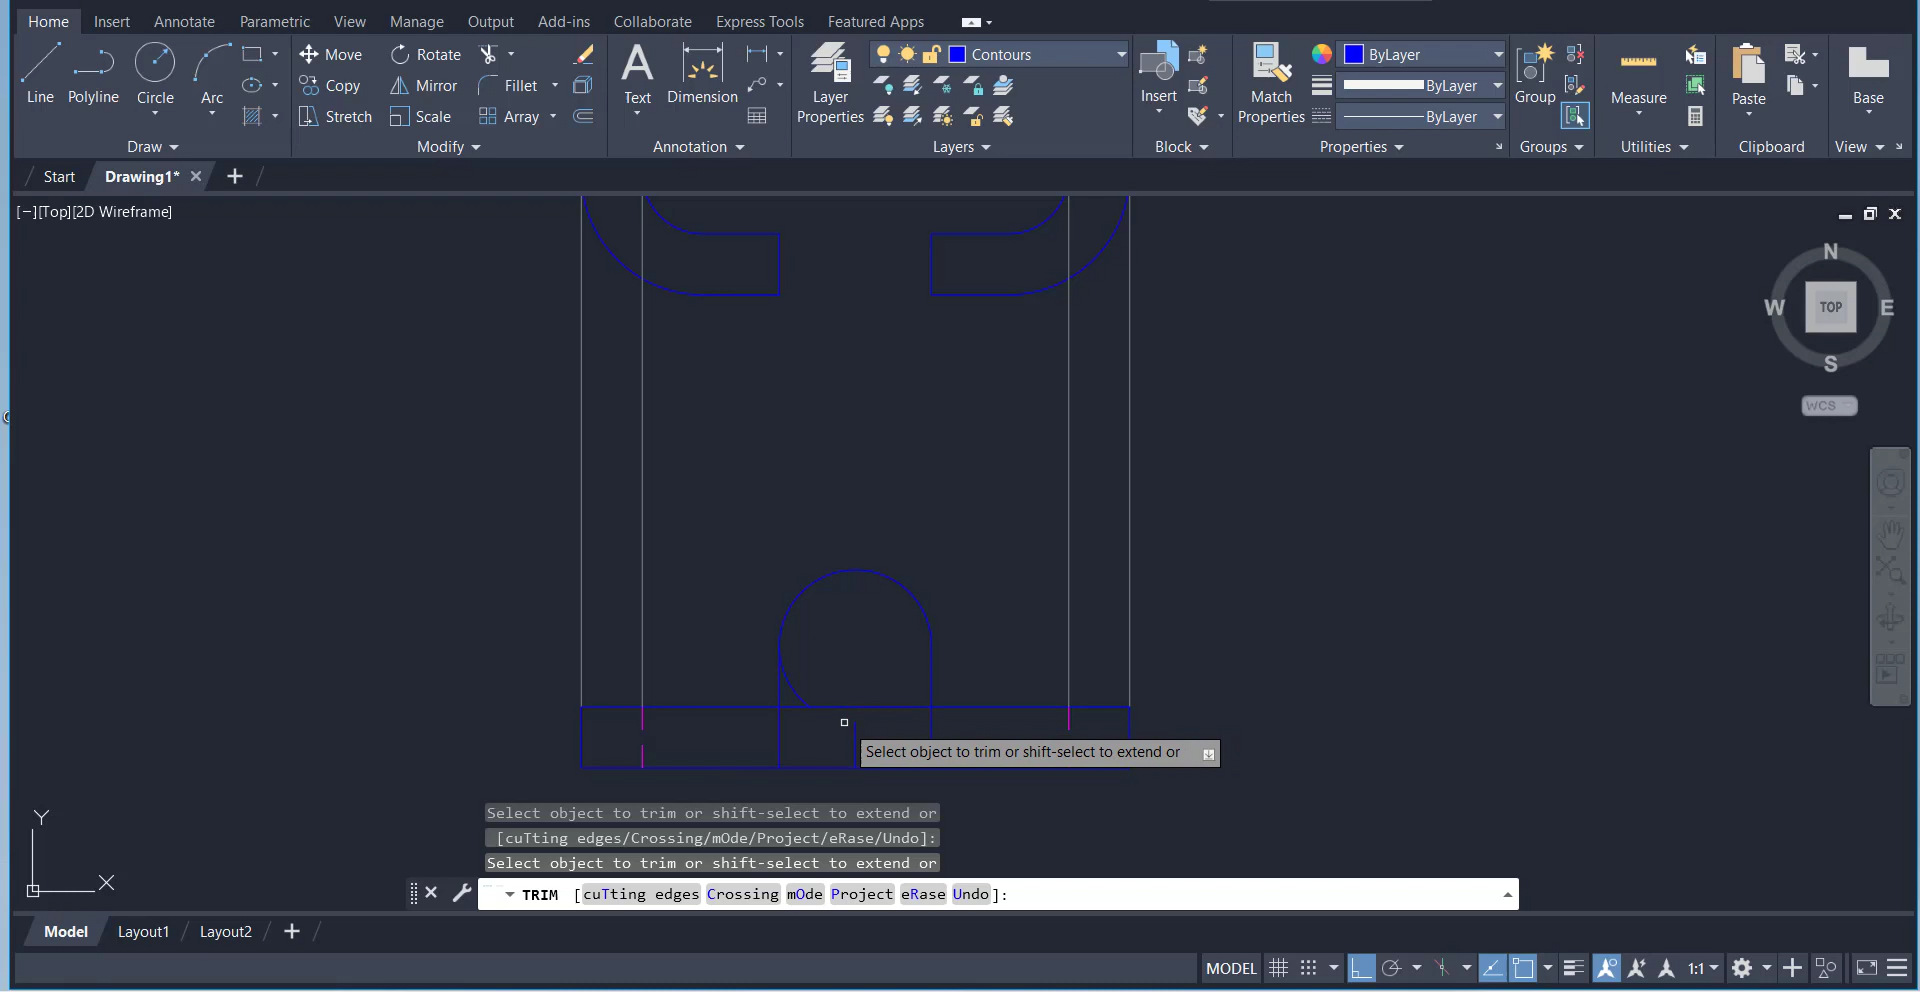 Home Insert Annotate Parametric View Manage Output Add-ins Collaborate Express Tools Featured Apps
Line Polyline Circle Arc
Move Rotate
Copy Mirror Fillet
Stretch Scale Array
Text Dimension
Layer Properties
Contours
Insert
Match Properties
ByLayer
ByLayer
ByLayer
Group
Measure
Paste
Base
Draw Modify Annotation Layers Block Properties Groups Utilities Clipboard View
Start Drawing1*
[−][Top][2D Wireframe]
N
W TOP E
S
WCS
Select object to trim or shift-select to extend or
Y
X
Select object to trim or shift-select to extend or
[cuTting edges/Crossing/mOde/Project/eRase/Undo]:
Select object to trim or shift-select to extend or
TRIM [cuTting edges Crossing mOde Project eRase Undo]:
Model Layout1 Layout2
MODEL 1:1